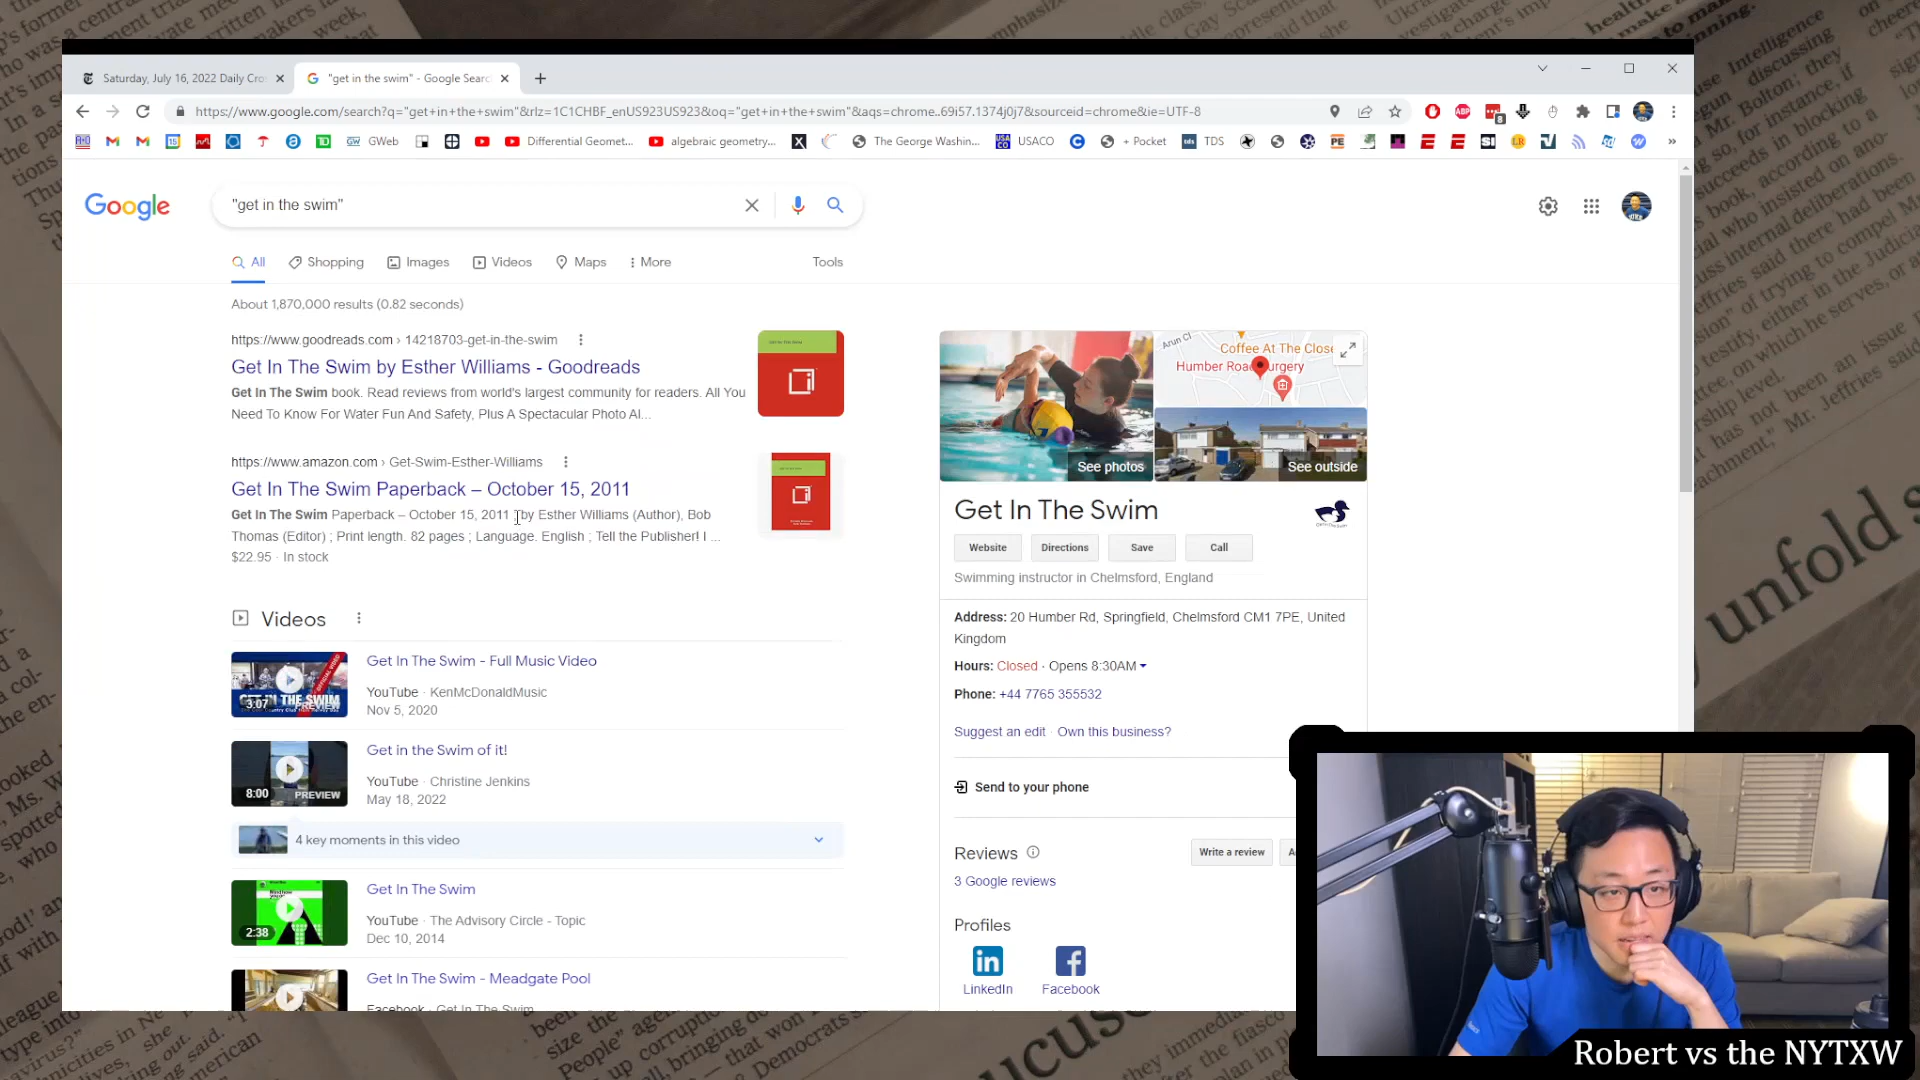 Saturday, July 16, 2022 Daily Cro
"get in the swim" - Google Searc
https://www.google.com/search?q="get+in+the+swim"&rlz=1C1CHBF_enUS923US923&oq="get+in+the+swim"&aqs=chrome..69i57.1374j0j7&sourceid=chrome&ie=UTF-8
GWeb
Differential Geomet...
algebraic geometry...
The George Washin...
USACO
+ Pocket
TDS
Google
"get in the swim"
All
Shopping
Images
Videos
Maps
More
Tools
About 1,870,000 results (0.82 seconds)
https://www.goodreads.com › 14218703-get-in-the-swim
Get In The Swim by Esther Williams - Goodreads
Get In The Swim book. Read reviews from world's largest community for readers. All You
Need To Know For Water Fun And Safety, Plus A Spectacular Photo Al...
https://www.amazon.com › Get-Swim-Esther-Williams
Get In The Swim Paperback – October 15, 2011
Get In The Swim Paperback – October 15, 2011 by Esther Williams (Author), Bob
Thomas (Editor) ; Print length. 82 pages ; Language. English ; Tell the Publisher! I ...
$22.95 · In stock
Videos
Get In The Swim - Full Music Video
YouTube · KenMcDonaldMusic
Nov 5, 2020
3:07
PREVIEW
GET IN THE SWIM
Get in the Swim of it!
YouTube · Christine Jenkins
May 18, 2022
8:00
PREVIEW
4 key moments in this video
Get In The Swim
YouTube · The Advisory Circle - Topic
Dec 10, 2014
2:38
Get In The Swim - Meadgate Pool
Facebook · Get In The Swim
Arun Cl
Coffee At The Close
Humber Road Surgery
See photos
See outside
Get In The Swim
Website
Directions
Save
Call
Swimming instructor in Chelmsford, England
Address: 20 Humber Rd, Springfield, Chelmsford CM1 7PE, United
Kingdom
Hours: Closed · Opens 8:30AM
Phone: +44 7765 355532
Suggest an edit · Own this business?
Send to your phone
Reviews
Write a review
3 Google reviews
Profiles
LinkedIn
Facebook
Robert vs the NYTXW